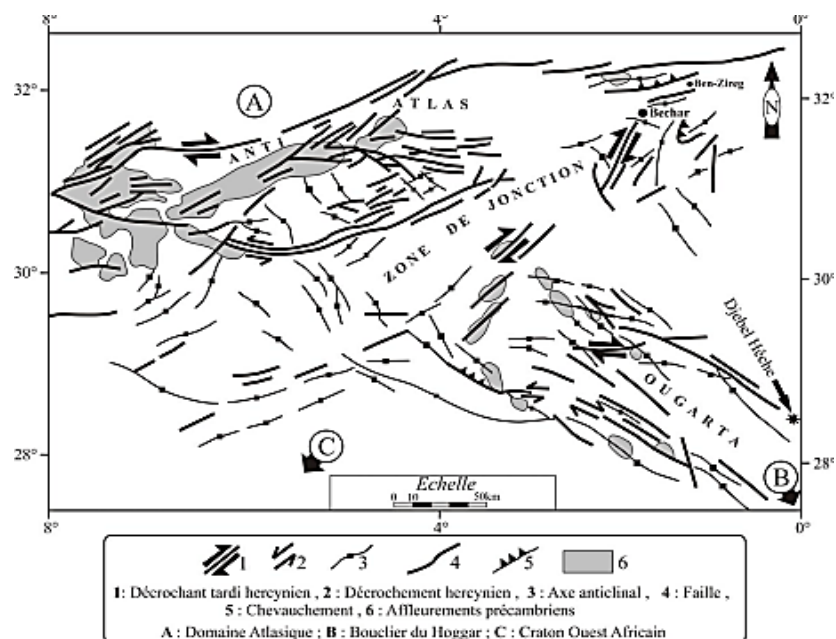 8° 4° 0°
32° 32°
A
ANTI ATLAS
Ben-Zireg
Bechar
N
ZONE DE JONCTION
30° 30°
Djebel Hèche
OUGARTA
28° 28°
C
B
Echelle
0 10 50km
8° 4° 0°
1 2 3 4 5 6
1: Décrochant tardi hercynien , 2 : Décrochement hercynien , 3 : Axe anticlinal , 4 : Faille ,
5 : Chevauchement , 6 : Affleurements précambriens
A : Domaine Atlasique ; B : Bouclier du Hoggar ; C : Craton Ouest Africain